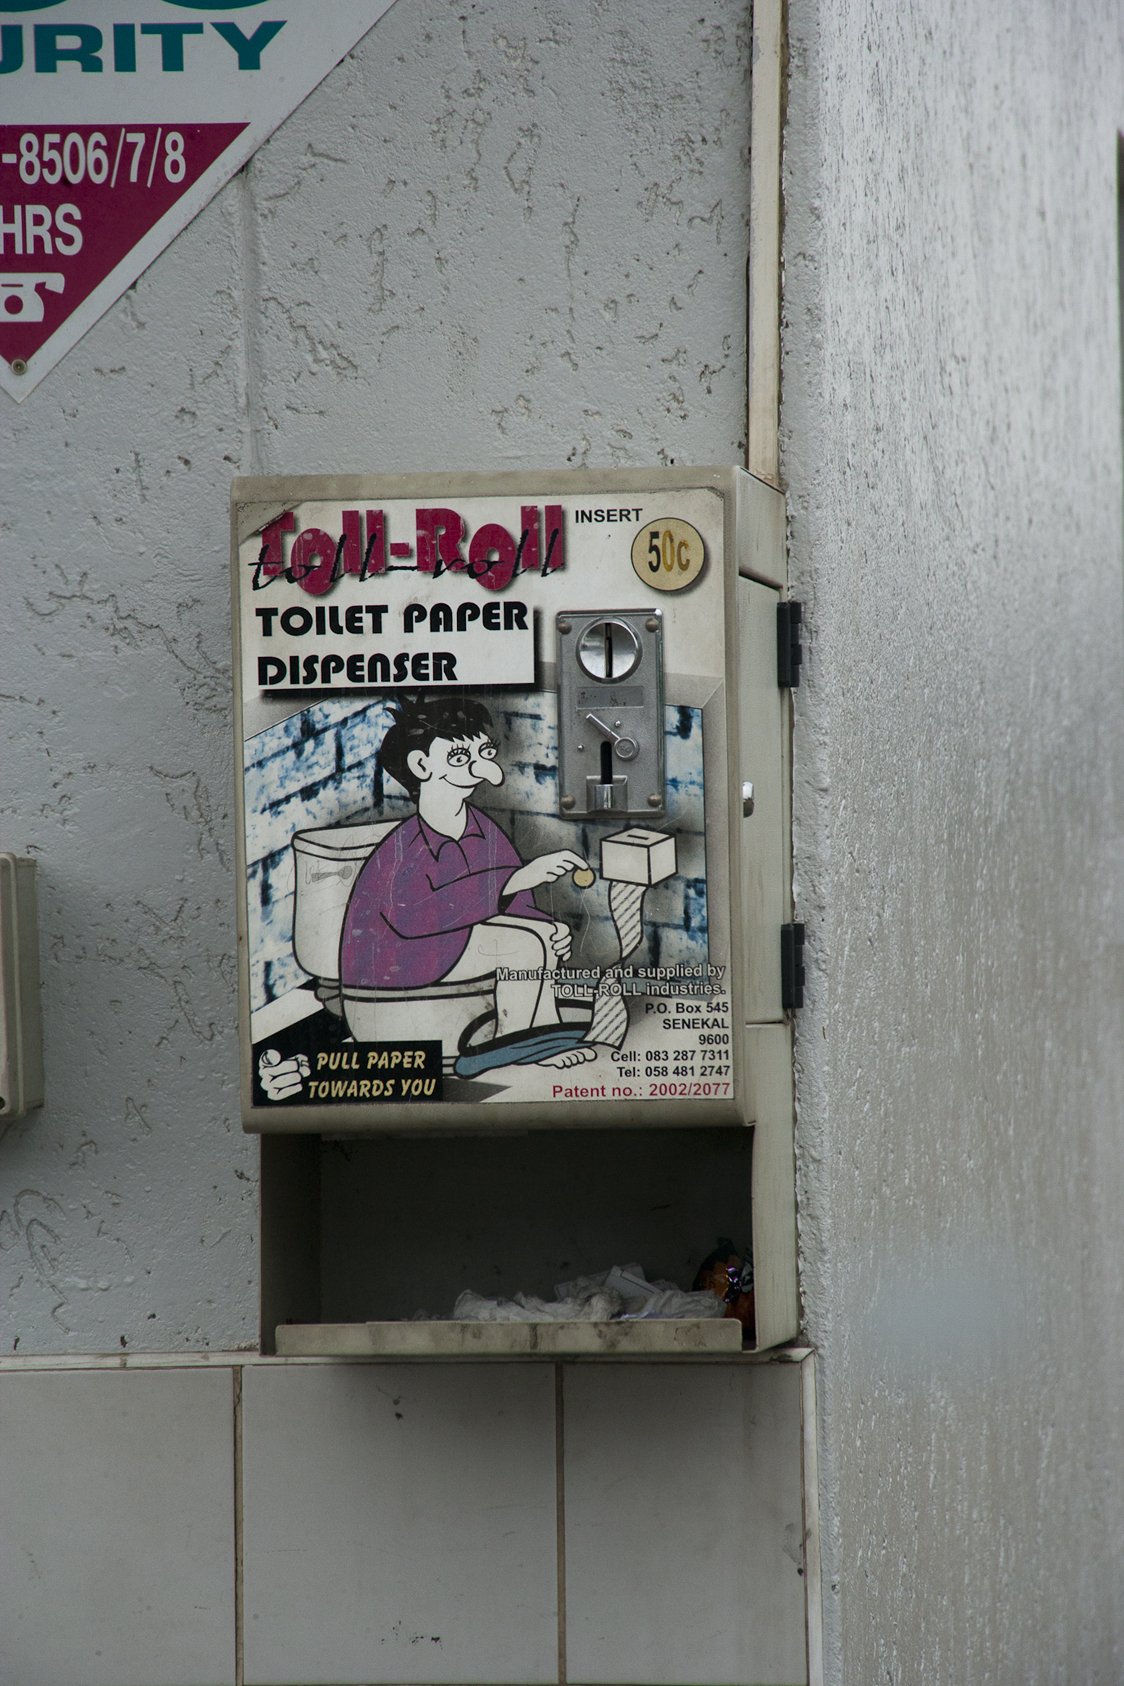 URITY
-8506/7/8
HRS
Toll-Roll
toll-roll
INSERT
50c
TOILET PAPER
DISPENSER
Manufactured and supplied by
TOLL-ROLL industries.
P.O. Box 545
SENEKAL
9600
Cell: 083 287 7311
Tel: 058 481 2747
Patent no.: 2002/2077
PULL PAPER
TOWARDS YOU